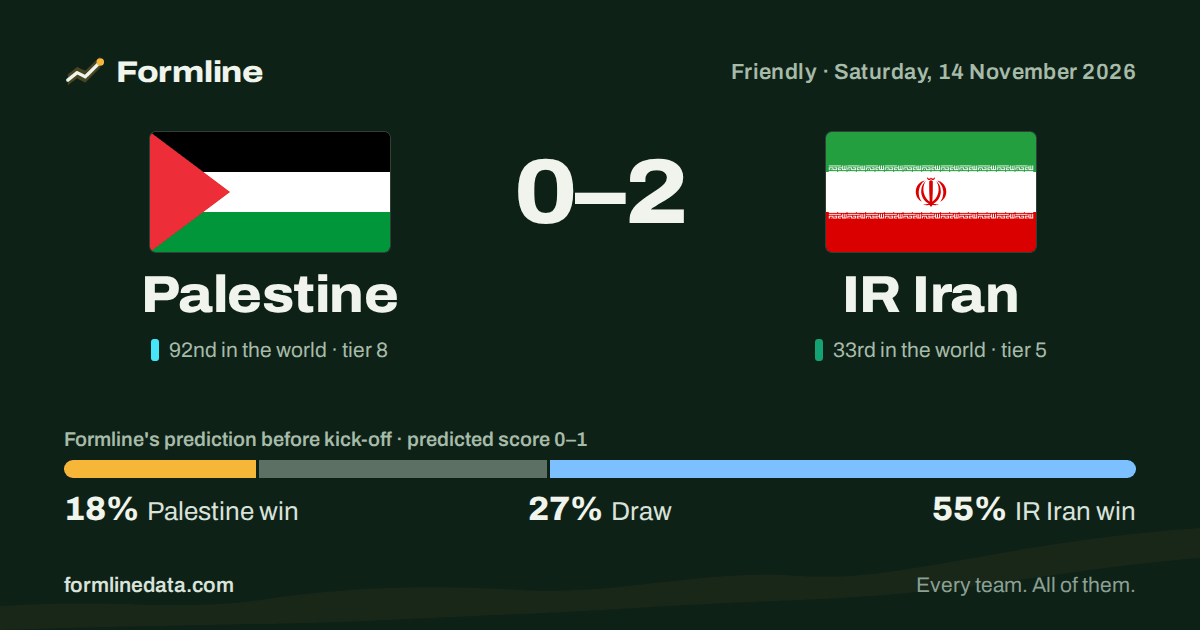 Formline
Friendly · Saturday, 14 November 2026
0–2
Palestine
IR Iran
92nd in the world · tier 8
33rd in the world · tier 5
Formline's prediction before kick-off · predicted score 0–1
18% Palestine win
27% Draw
55% IR Iran win
formlinedata.com
Every team. All of them.